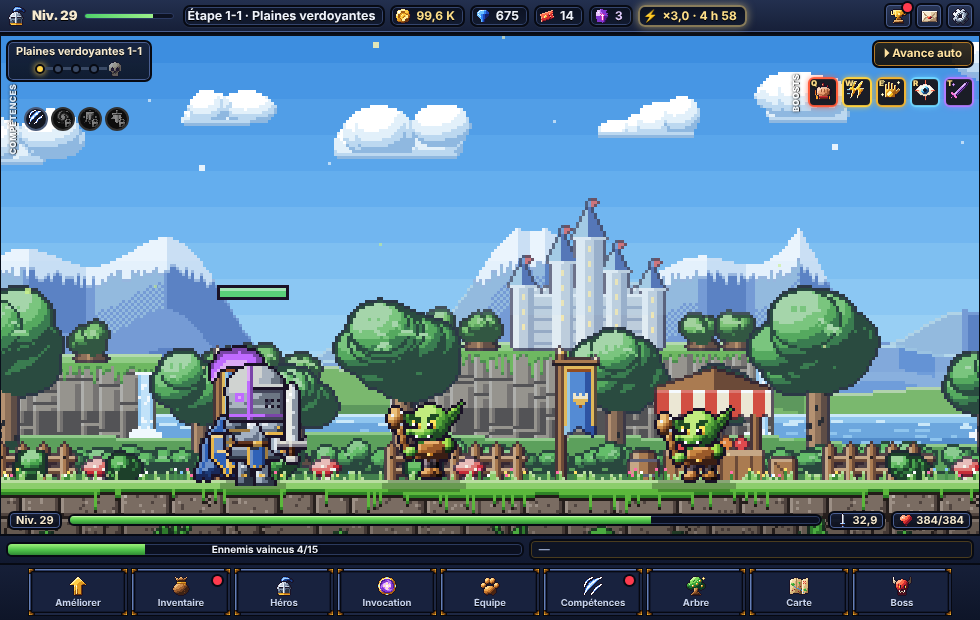 Niv. 29
Étape 1-1 · Plaines verdoyantes
99,6 K
675
14
3
×3,0 · 4 h 58
Plaines verdoyantes 1-1
Avance auto
COMPÉTENCES
BOOSTS
Q
W
E
R
T
Niv. 29
32,9
384/384
Ennemis vaincus 4/15
—
Améliorer
Inventaire
Héros
Invocation
Equipe
Compétences
Arbre
Carte
Boss